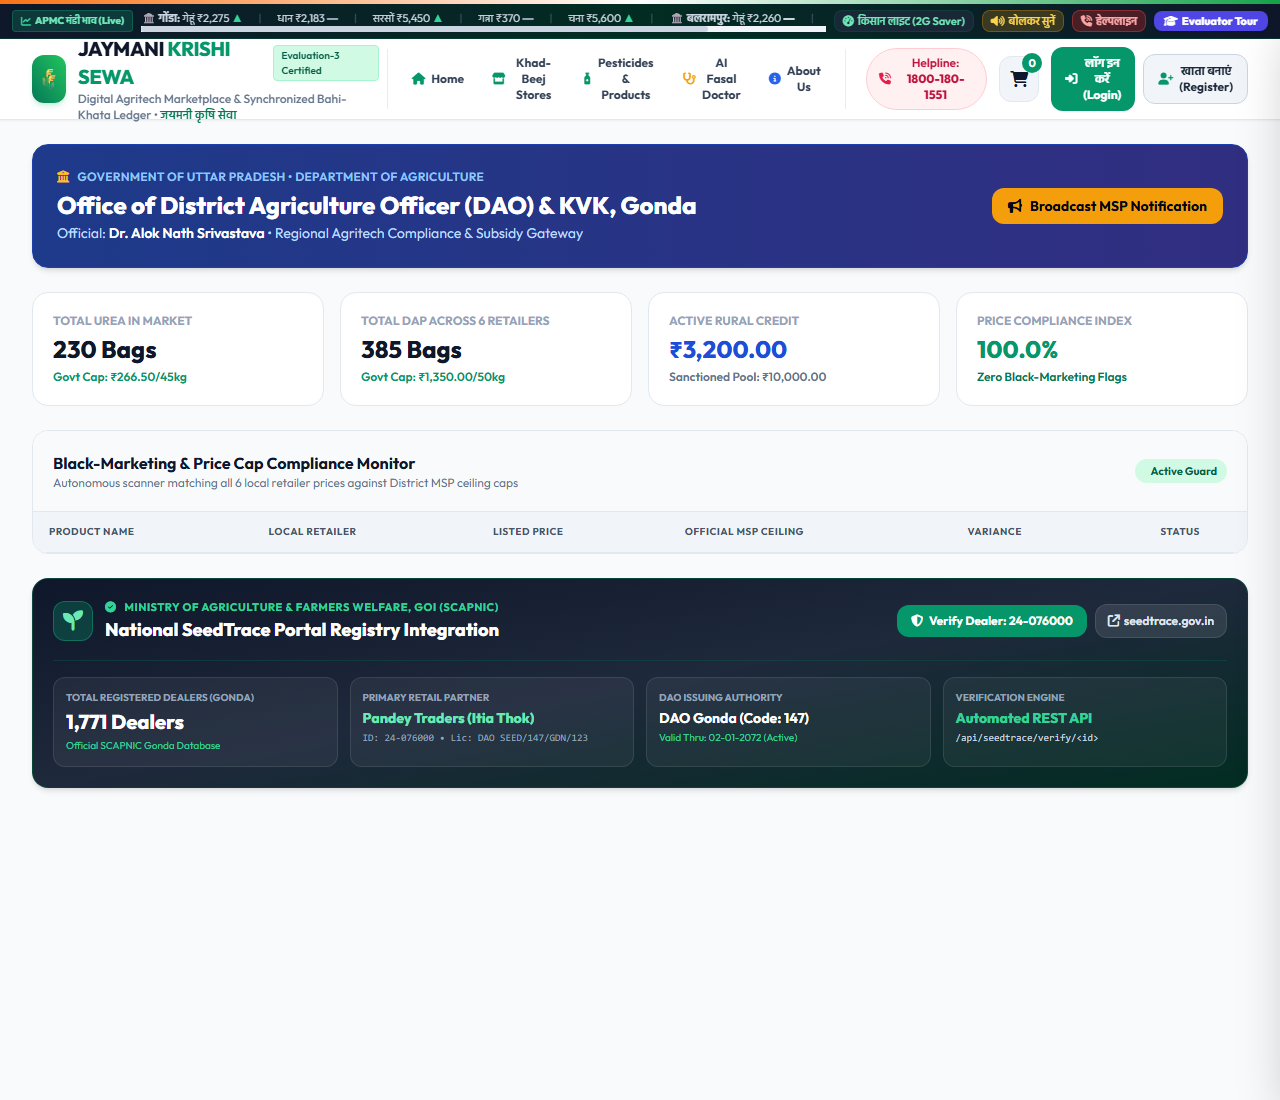 APMC मंडी भाव (Live)
गोंडा: गेहूं ₹2,275 ▲ | धान ₹2,183 — | सरसों ₹5,450 ▲ | गन्ना ₹370 — | चना ₹5,600 ▲ | बलरामपुर: गेहूं ₹2,260 — |
किसान लाइट (2G Saver)
बोलकर सुनें
हेल्पलाइन
Evaluator Tour
JAYMANI KRISHI
SEWA
Evaluation-3
Certified
Digital Agritech Marketplace & Synchronized Bahi-
Khata Ledger • जयमनी कृषि सेवा
Home
Khad-
Beej
Stores
Pesticides
&
Products
AI
Fasal
Doctor
About
Us
Helpline:
1800-180-
1551
0
लॉग इन
करें
(Login)
खाता बनाएं
(Register)
GOVERNMENT OF UTTAR PRADESH • DEPARTMENT OF AGRICULTURE
Office of District Agriculture Officer (DAO) & KVK, Gonda
Official: Dr. Alok Nath Srivastava • Regional Agritech Compliance & Subsidy Gateway
Broadcast MSP Notification
TOTAL UREA IN MARKET
230 Bags
Govt Cap: ₹266.50/45kg
TOTAL DAP ACROSS 6 RETAILERS
385 Bags
Govt Cap: ₹1,350.00/50kg
ACTIVE RURAL CREDIT
₹3,200.00
Sanctioned Pool: ₹10,000.00
PRICE COMPLIANCE INDEX
100.0%
Zero Black-Marketing Flags
Black-Marketing & Price Cap Compliance Monitor
Autonomous scanner matching all 6 local retailer prices against District MSP ceiling caps
Active Guard
PRODUCT NAME LOCAL RETAILER LISTED PRICE OFFICIAL MSP CEILING VARIANCE STATUS
MINISTRY OF AGRICULTURE & FARMERS WELFARE, GOI (SCAPNIC)
National SeedTrace Portal Registry Integration
Verify Dealer: 24-076000
seedtrace.gov.in
TOTAL REGISTERED DEALERS (GONDA)
1,771 Dealers
Official SCAPNIC Gonda Database
PRIMARY RETAIL PARTNER
Pandey Traders (Itia Thok)
ID: 24-076000 • Lic: DAO SEED/147/GDN/123
DAO ISSUING AUTHORITY
DAO Gonda (Code: 147)
Valid Thru: 02-01-2072 (Active)
VERIFICATION ENGINE
Automated REST API
/api/seedtrace/verify/<id>